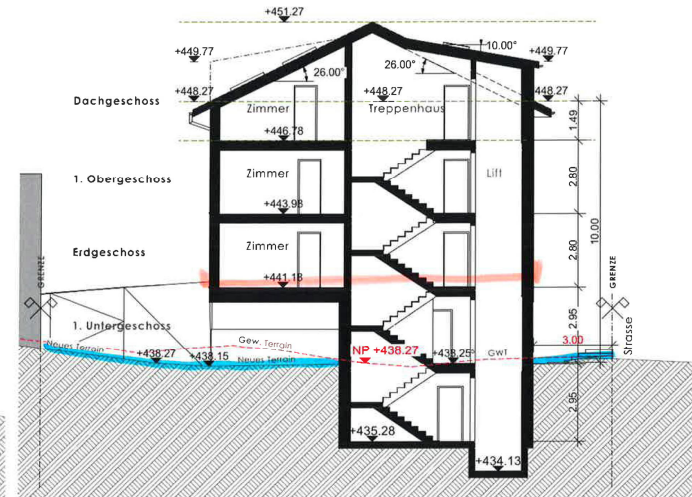 +451.27
+449.77
10.00°
+449.77
26.00°
26.00°
+448.27
+448.27
+448.27
Dachgeschoss
Zimmer
Treppenhaus
1.49
+446.78
1. Obergeschoss
Zimmer
Lift
2.80
+443.98
10.00
Erdgeschoss
Zimmer
2.80
GRENZE
GRENZE
+441.18
1. Untergeschoss
2.95
Strasse
Neues Terrain
Gew. Terrain
Neues Terrain
NP +438.27
+438.25
GwT
3.00
+438.27
+438.15
2.95
+435.28
+434.13